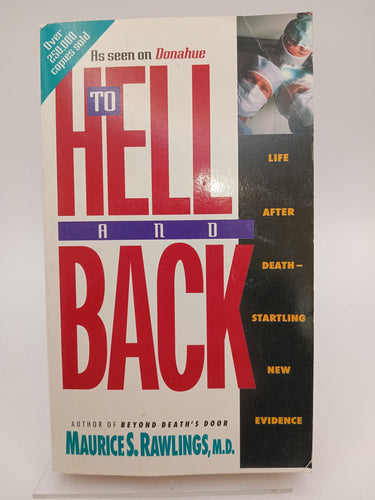 Over
250,000
copies sold
As seen on Donahue
TO
HELL
AND
BACK
LIFE
AFTER
DEATH—
STARTLING
NEW
EVIDENCE
AUTHOR OF BEYOND DEATH'S DOOR
MAURICE S. RAWLINGS, M.D.